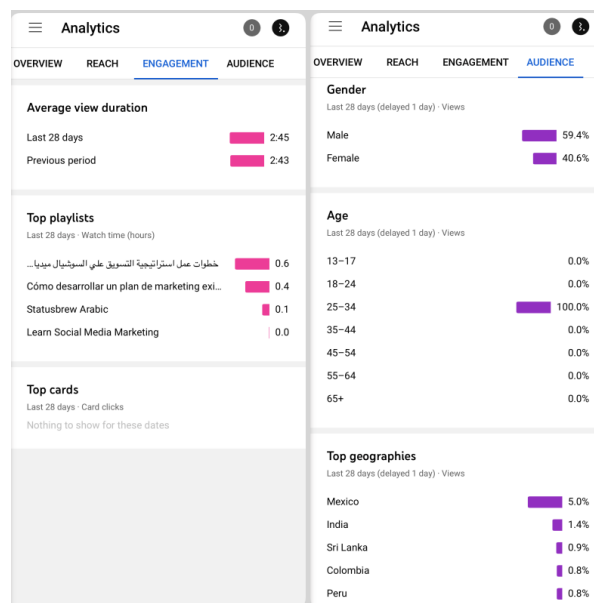 Analytics
0
OVERVIEW REACH ENGAGEMENT AUDIENCE
Average view duration
Last 28 days 2:45
Previous period 2:43
Top playlists
Last 28 days · Watch time (hours)
خطوات عمل استراتيجية التسويق علي السوشيال ميديا... 0.6
Cómo desarrollar un plan de marketing exi... 0.4
Statusbrew Arabic 0.1
Learn Social Media Marketing 0.0
Top cards
Last 28 days · Card clicks
Nothing to show for these dates
Analytics
0
OVERVIEW REACH ENGAGEMENT AUDIENCE
Gender
Last 28 days (delayed 1 day) · Views
Male 59.4%
Female 40.6%
Age
Last 28 days (delayed 1 day) · Views
13–17 0.0%
18–24 0.0%
25–34 100.0%
35–44 0.0%
45–54 0.0%
55–64 0.0%
65+ 0.0%
Top geographies
Last 28 days (delayed 1 day) · Views
Mexico 5.0%
India 1.4%
Sri Lanka 0.9%
Colombia 0.8%
Peru 0.8%